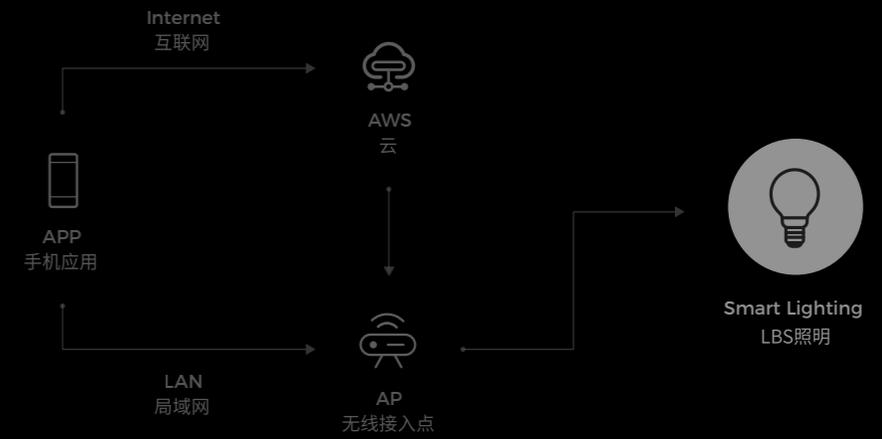 Internet
互联网
AWS
云
APP
手机应用
Smart Lighting
LBS照明
LAN
局域网
AP
无线接入点